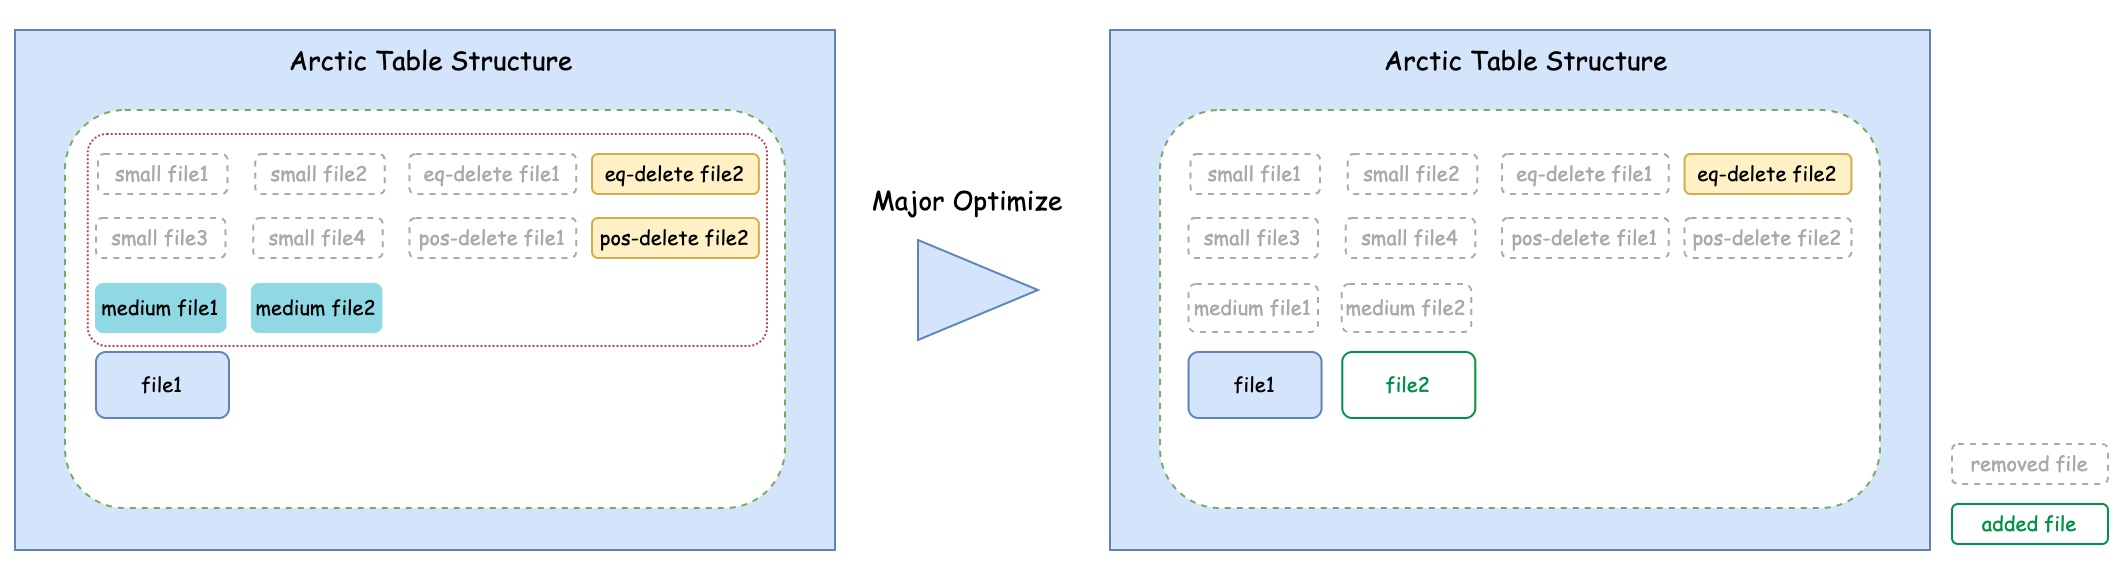 Arctic Table Structure
small file1
small file2
eq-delete file1
eq-delete file2
small file3
small file4
pos-delete file1
pos-delete file2
medium file1
medium file2
file1
Major Optimize
Arctic Table Structure
small file1
small file2
eq-delete file1
eq-delete file2
small file3
small file4
pos-delete file1
pos-delete file2
medium file1
medium file2
file1
file2
removed file
added file